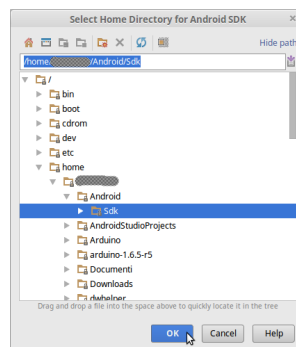 Select Home Directory for Android SDK
Hide path
/home/ /Android/Sdk
/
bin
boot
cdrom
dev
etc
home
Android
Sdk
AndroidStudioProjects
Arduino
arduino-1.6.5-r5
Documenti
Downloads
dwhelper
Drag and drop a file into the space above to quickly locate it in the tree
OK Cancel Help